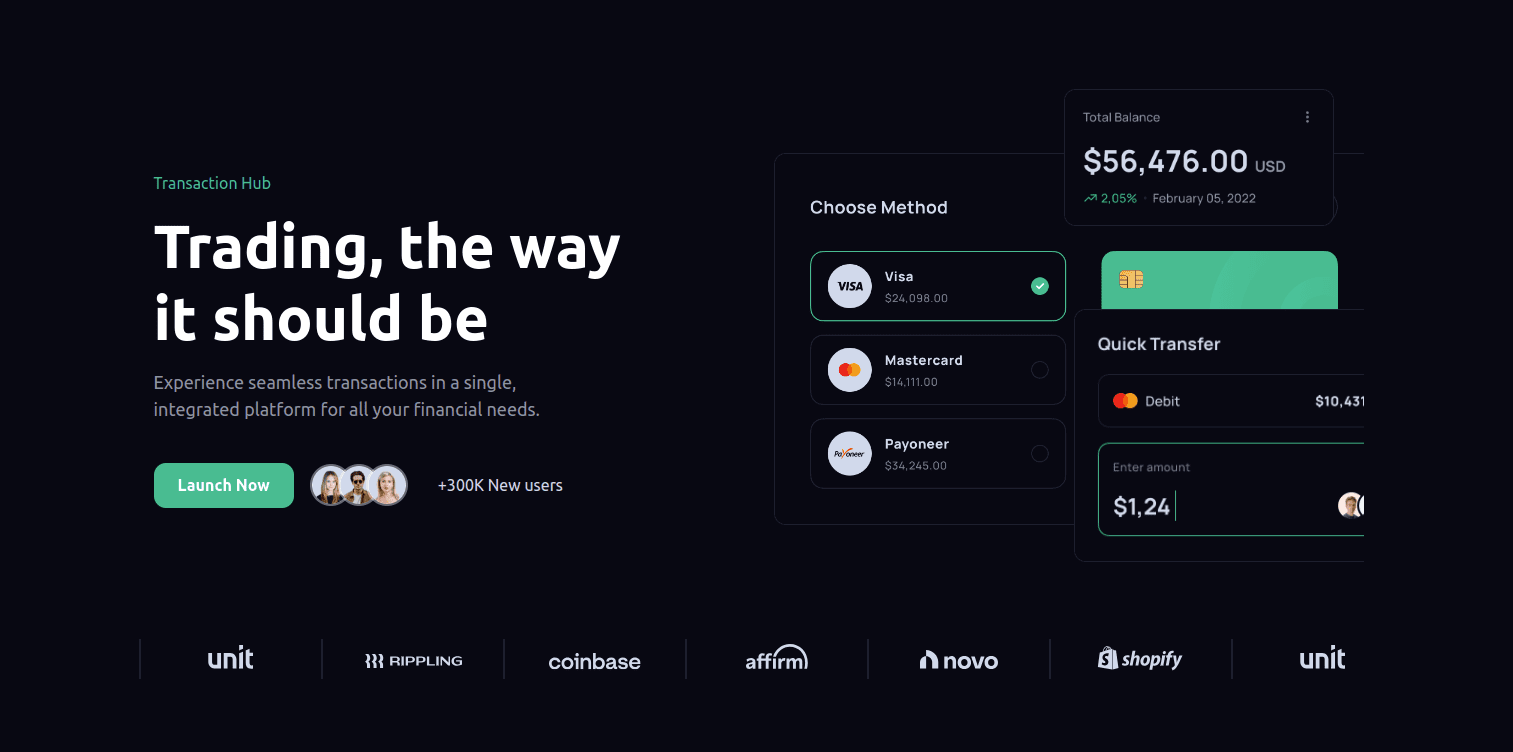 Transaction Hub
Trading, the way
it should be
Experience seamless transactions in a single,
integrated platform for all your financial needs.
Launch Now
+300K New users
Total Balance
$56,476.00 USD
2,05% · February 05, 2022
Choose Method
VISA
Visa
$24,098.00
Mastercard
$14,111.00
Payoneer
Payoneer
$34,245.00
Quick Transfer
Debit
$10,431
Enter amount
$1,24
unit
RIPPLING
coinbase
affirm
novo
shopify
unit